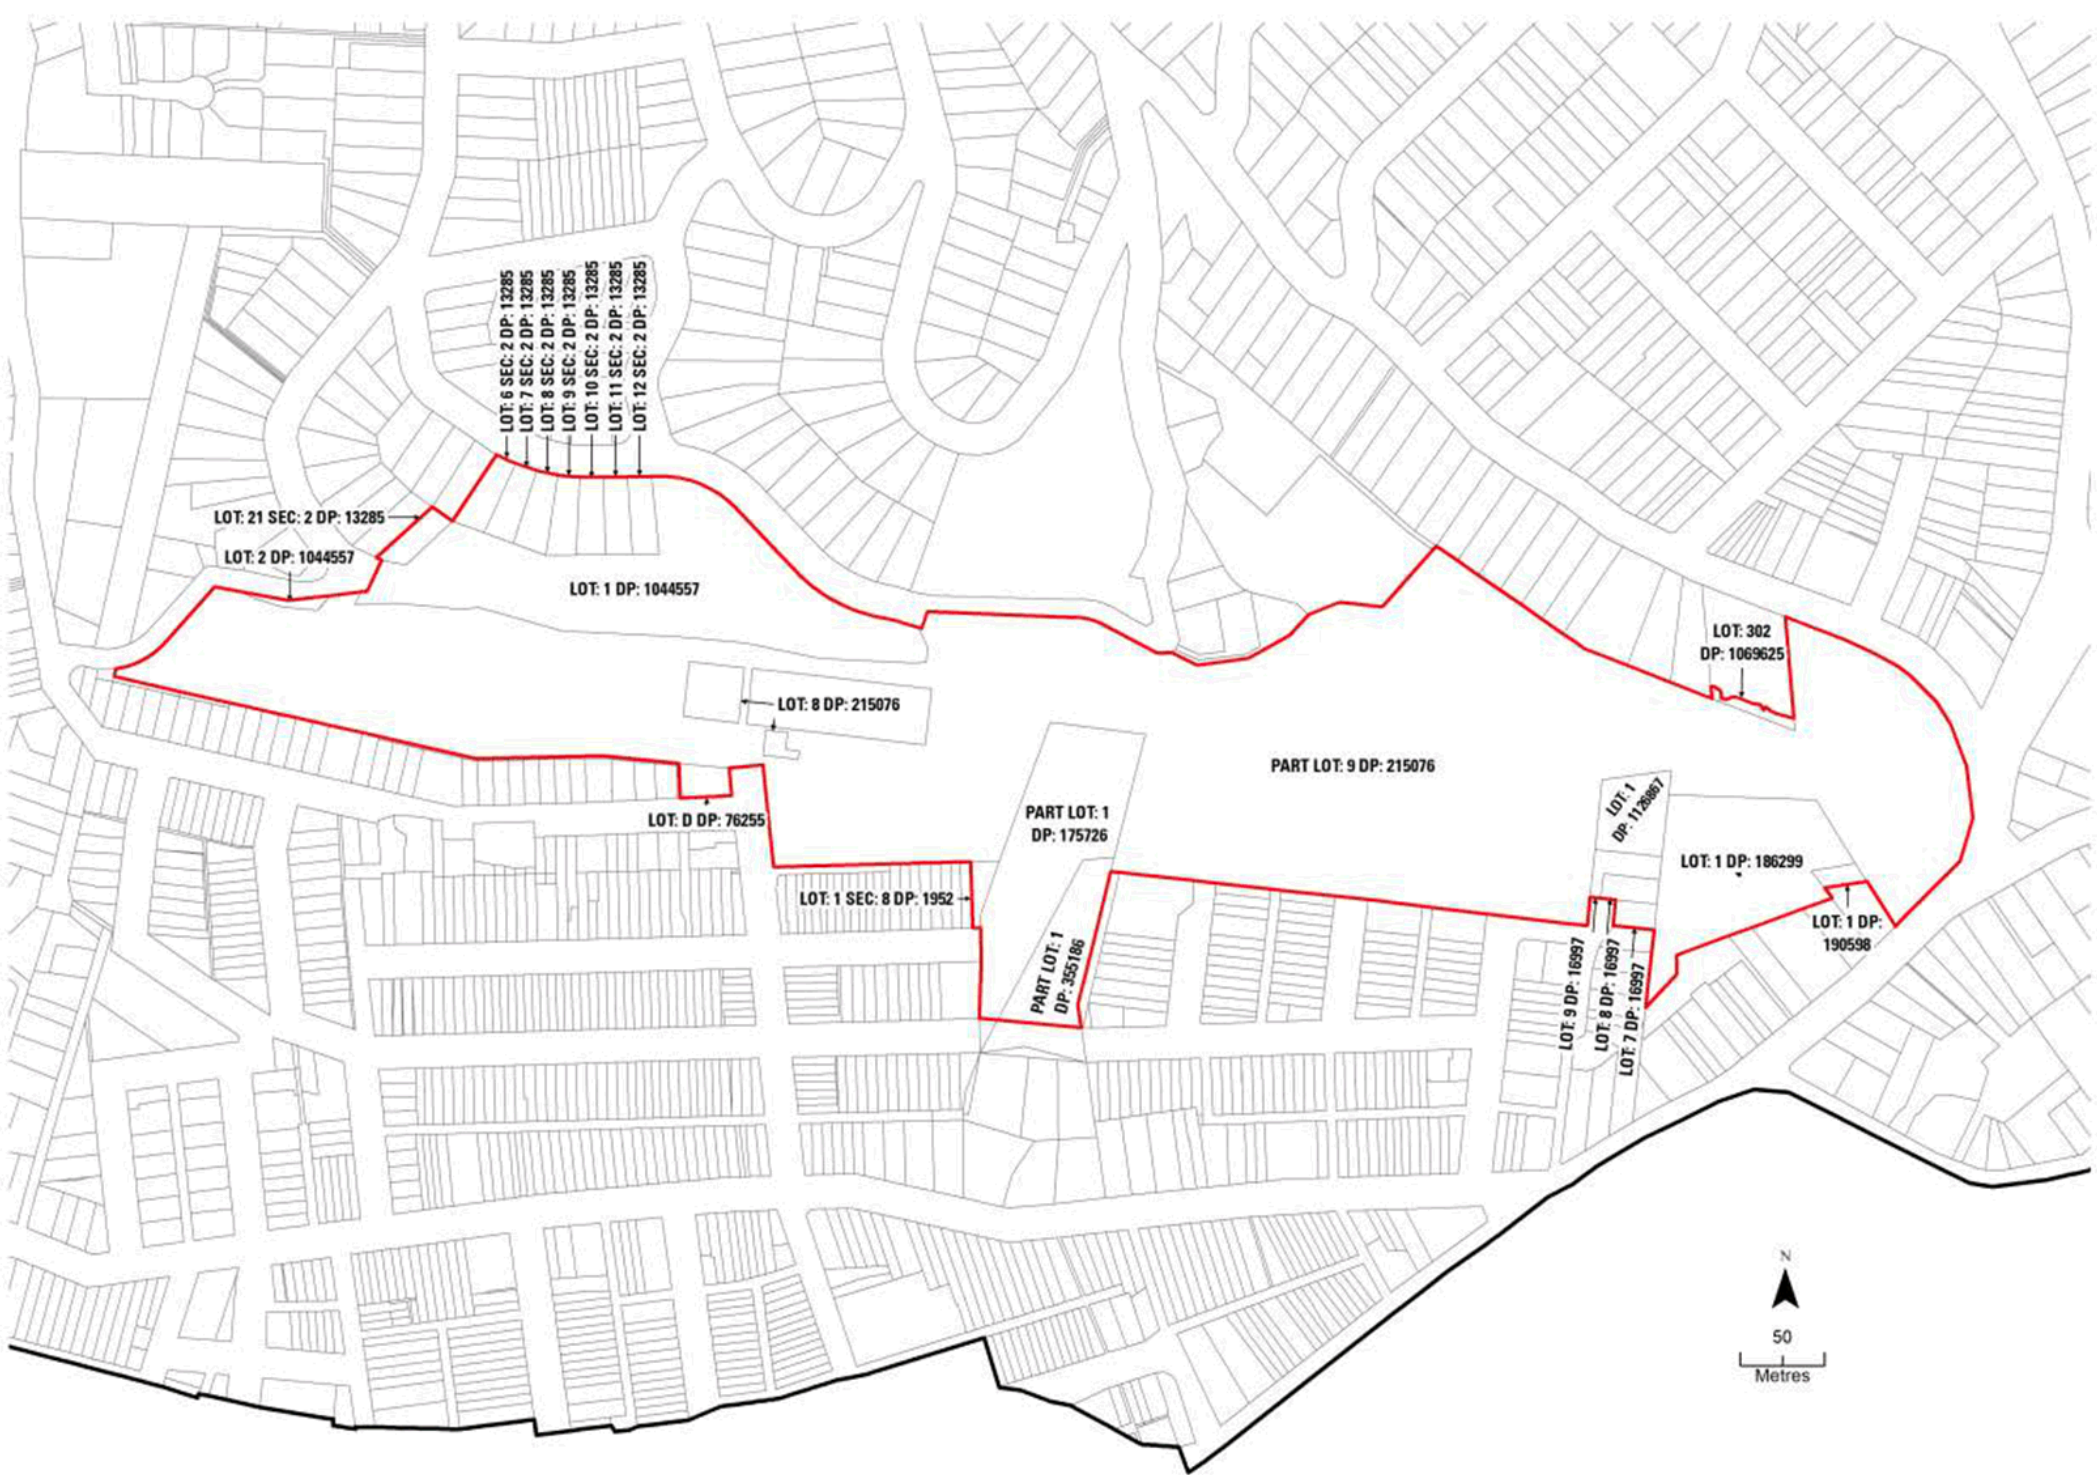 LOT: 6 SEC: 2 DP: 13285
LOT: 7 SEC: 2 DP: 13285
LOT: 8 SEC: 2 DP: 13285
LOT: 9 SEC: 2 DP: 13285
LOT: 10 SEC: 2 DP: 13285
LOT: 11 SEC: 2 DP: 13285
LOT: 12 SEC: 2 DP: 13285
LOT: 21 SEC: 2 DP: 13285
LOT: 2 DP: 1044557
LOT: 1 DP: 1044557
LOT: 302
DP: 1069625
LOT: 8 DP: 215076
PART LOT: 9 DP: 215076
LOT: D DP: 76255
PART LOT: 1
DP: 175726
LOT: 1
DP: 1126867
LOT: 1 DP: 186299
LOT: 1 SEC: 8 DP: 1952
LOT: 1 DP:
190598
PART LOT: 1
DP: 355186
LOT: 9 DP: 16997
LOT: 8 DP: 16997
LOT: 7 DP: 16997
N
50
Metres